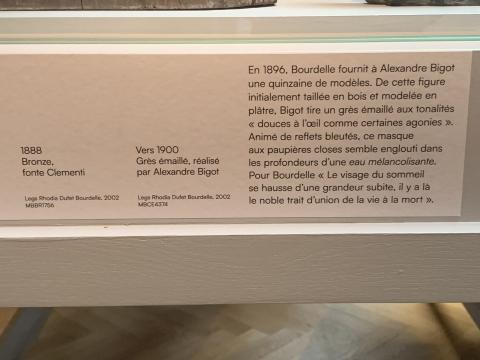 1888
Bronze,
fonte Clementi
Legs Rhodia Dufet Bourdelle, 2002
MBBR1756
Vers 1900
Grès émaillé, réalisé
par Alexandre Bigot
Legs Rhodia Dufet Bourdelle, 2002
MBCE4374
En 1896, Bourdelle fournit à Alexandre Bigot
une quinzaine de modèles. De cette figure
initialement taillée en bois et modelée en
plâtre, Bigot tire un grès émaillé aux tonalités
« douces à l’œil comme certaines agonies ».
Animé de reflets bleutés, ce masque
aux paupières closes semble englouti dans
les profondeurs d’une eau mélancolisante.
Pour Bourdelle « Le visage du sommeil
se hausse d’une grandeur subite, il y a là
le noble trait d’union de la vie à la mort ».